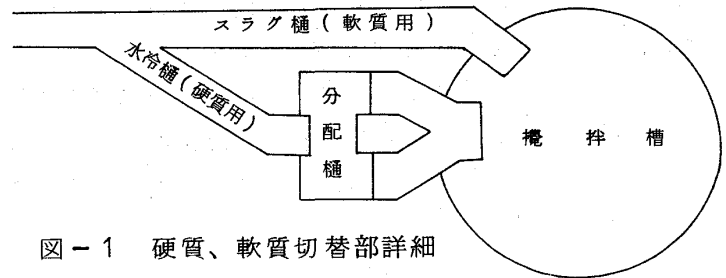 スラグ樋(軟質用)
水冷樋(硬質用)
分配樋
攪拌槽
図-1 硬質、軟質切替部詳細